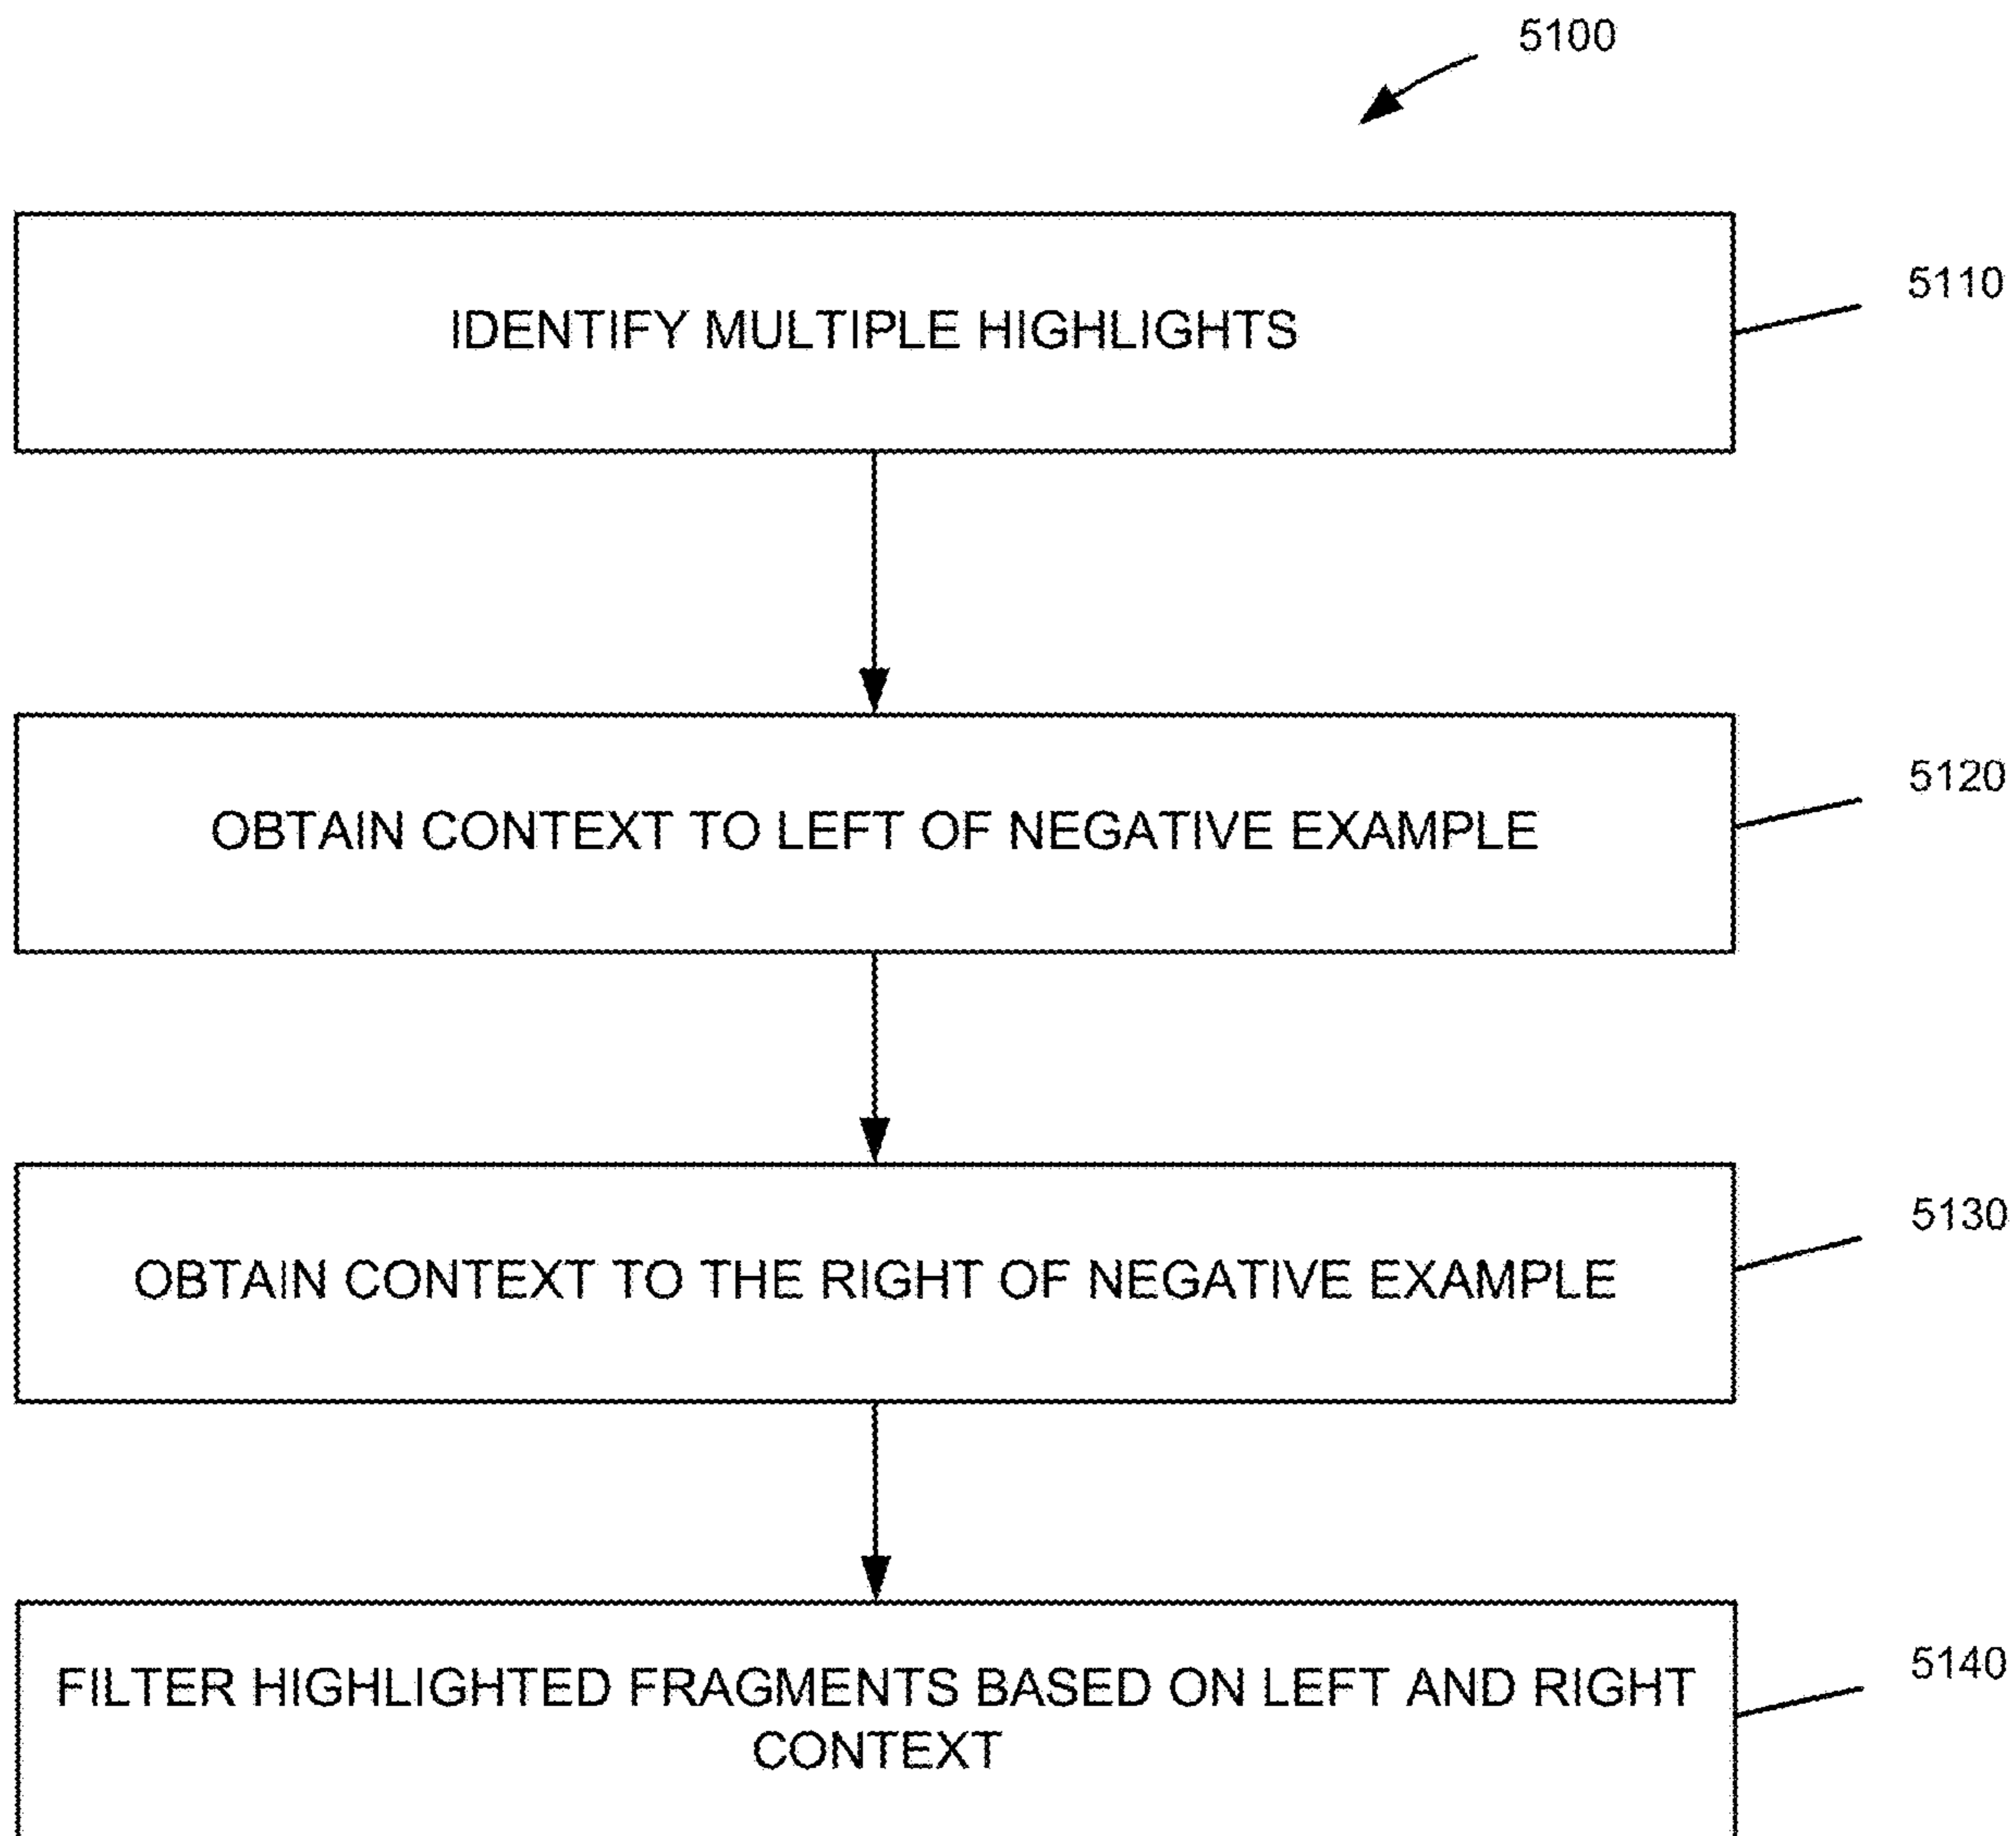 5100
IDENTIFY MULTIPLE HIGHLIGHTS
5110
OBTAIN CONTEXT TO LEFT OF NEGATIVE EXAMPLE
5120
OBTAIN CONTEXT TO THE RIGHT OF NEGATIVE EXAMPLE
5130
FILTER HIGHLIGHTED FRAGMENTS BASED ON LEFT AND RIGHT
CONTEXT
5140